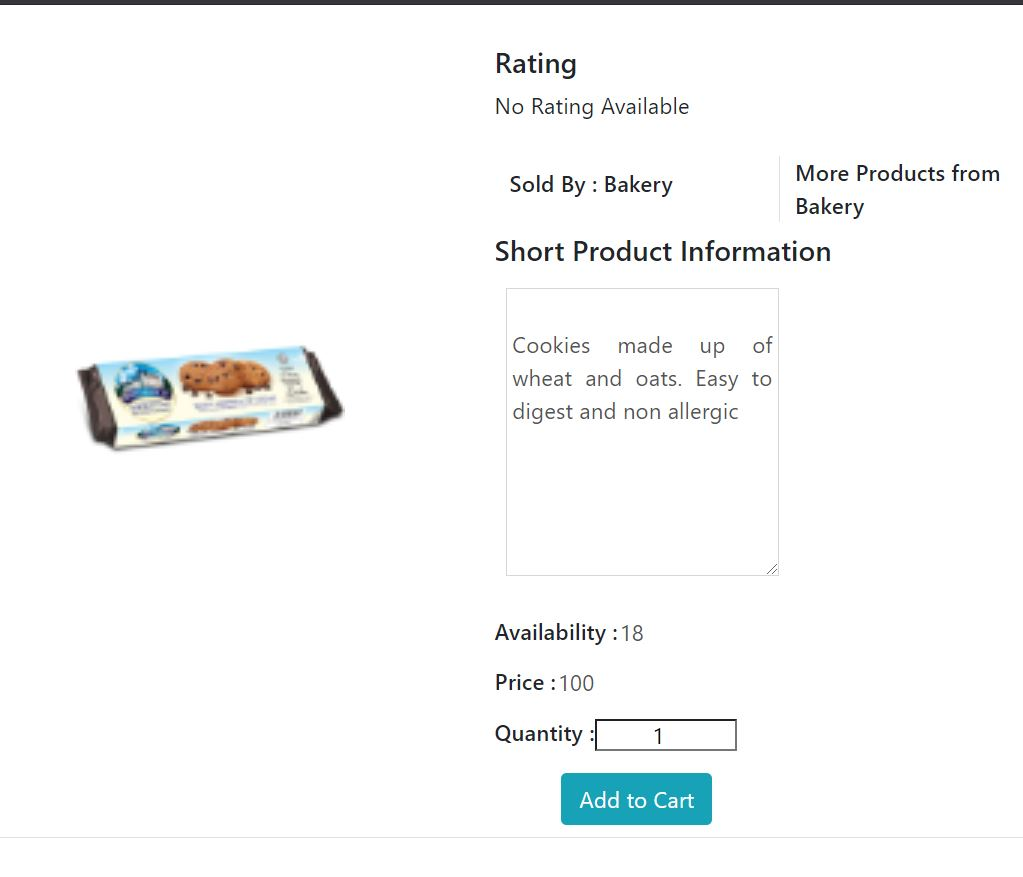 Rating
No Rating Available
Sold By : Bakery
More Products from
Bakery
Short Product Information
Cookies made up of
wheat and oats. Easy to
digest and non allergic
Availability : 18
Price : 100
Quantity : 1
Add to Cart